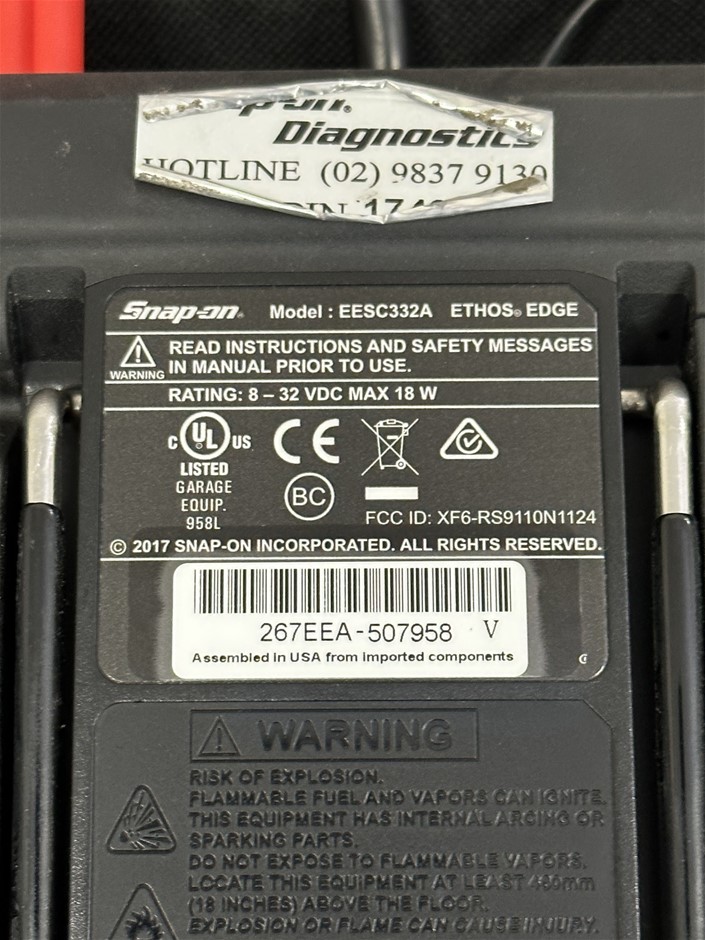 Diagnostics
HOTLINE (02) 9837 9130
Snap-on® Model : EESC332A ETHOS® EDGE
WARNING
READ INSTRUCTIONS AND SAFETY MESSAGES
IN MANUAL PRIOR TO USE.
RATING: 8 – 32 VDC MAX 18 W
C UL US
LISTED
GARAGE
EQUIP.
958L
CE
BC
FCC ID: XF6-RS9110N1124
© 2017 SNAP-ON INCORPORATED. ALL RIGHTS RESERVED.
267EEA-507958 V
Assembled in USA from imported components
WARNING
RISK OF EXPLOSION.
FLAMMABLE FUEL AND VAPORS CAN IGNITE.
THIS EQUIPMENT HAS INTERNAL ARCING OR
SPARKING PARTS.
DO NOT EXPOSE TO FLAMMABLE VAPORS.
LOCATE THIS EQUIPMENT AT LEAST 460mm
(18 INCHES) ABOVE THE FLOOR.
EXPLOSION OR FLAME CAN CAUSE INJURY.